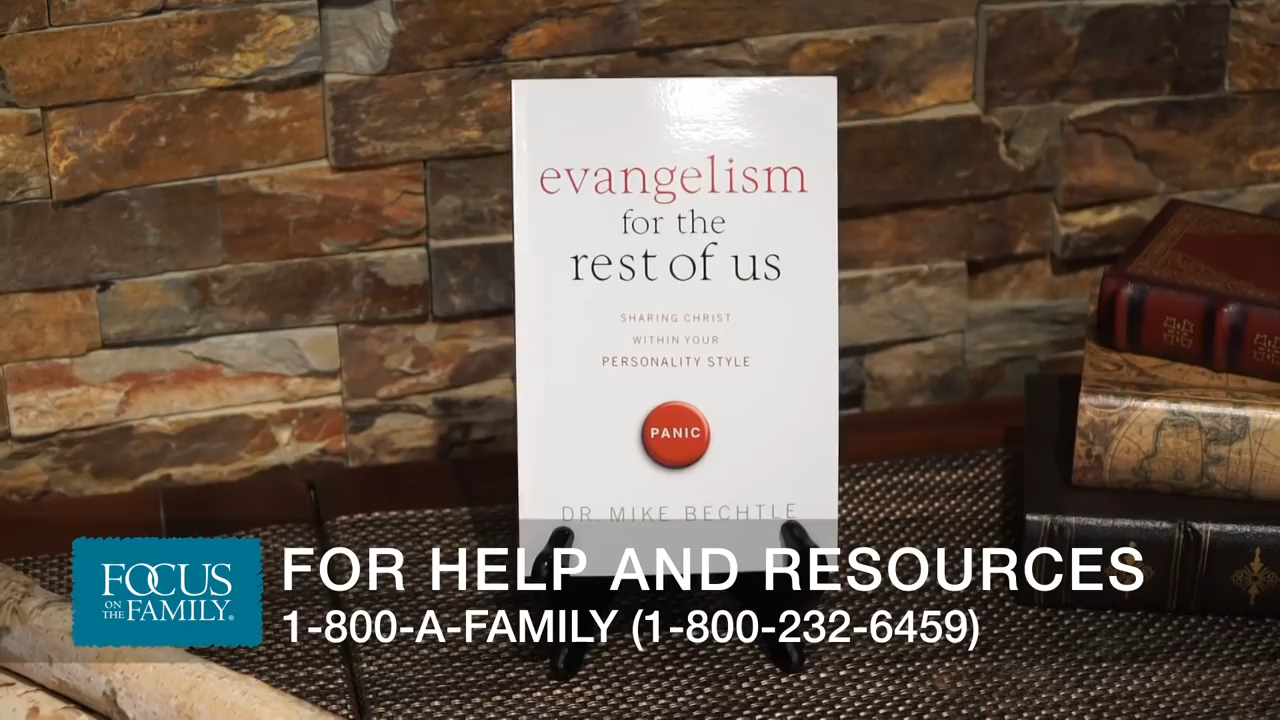 evangelism
for the
rest of us
SHARING CHRIST
WITHIN YOUR
PERSONALITY STYLE
PANIC
DR. MIKE BECHTLE
FOCUS
ON THE FAMILY®
FOR HELP AND RESOURCES
1-800-A-FAMILY (1-800-232-6459)